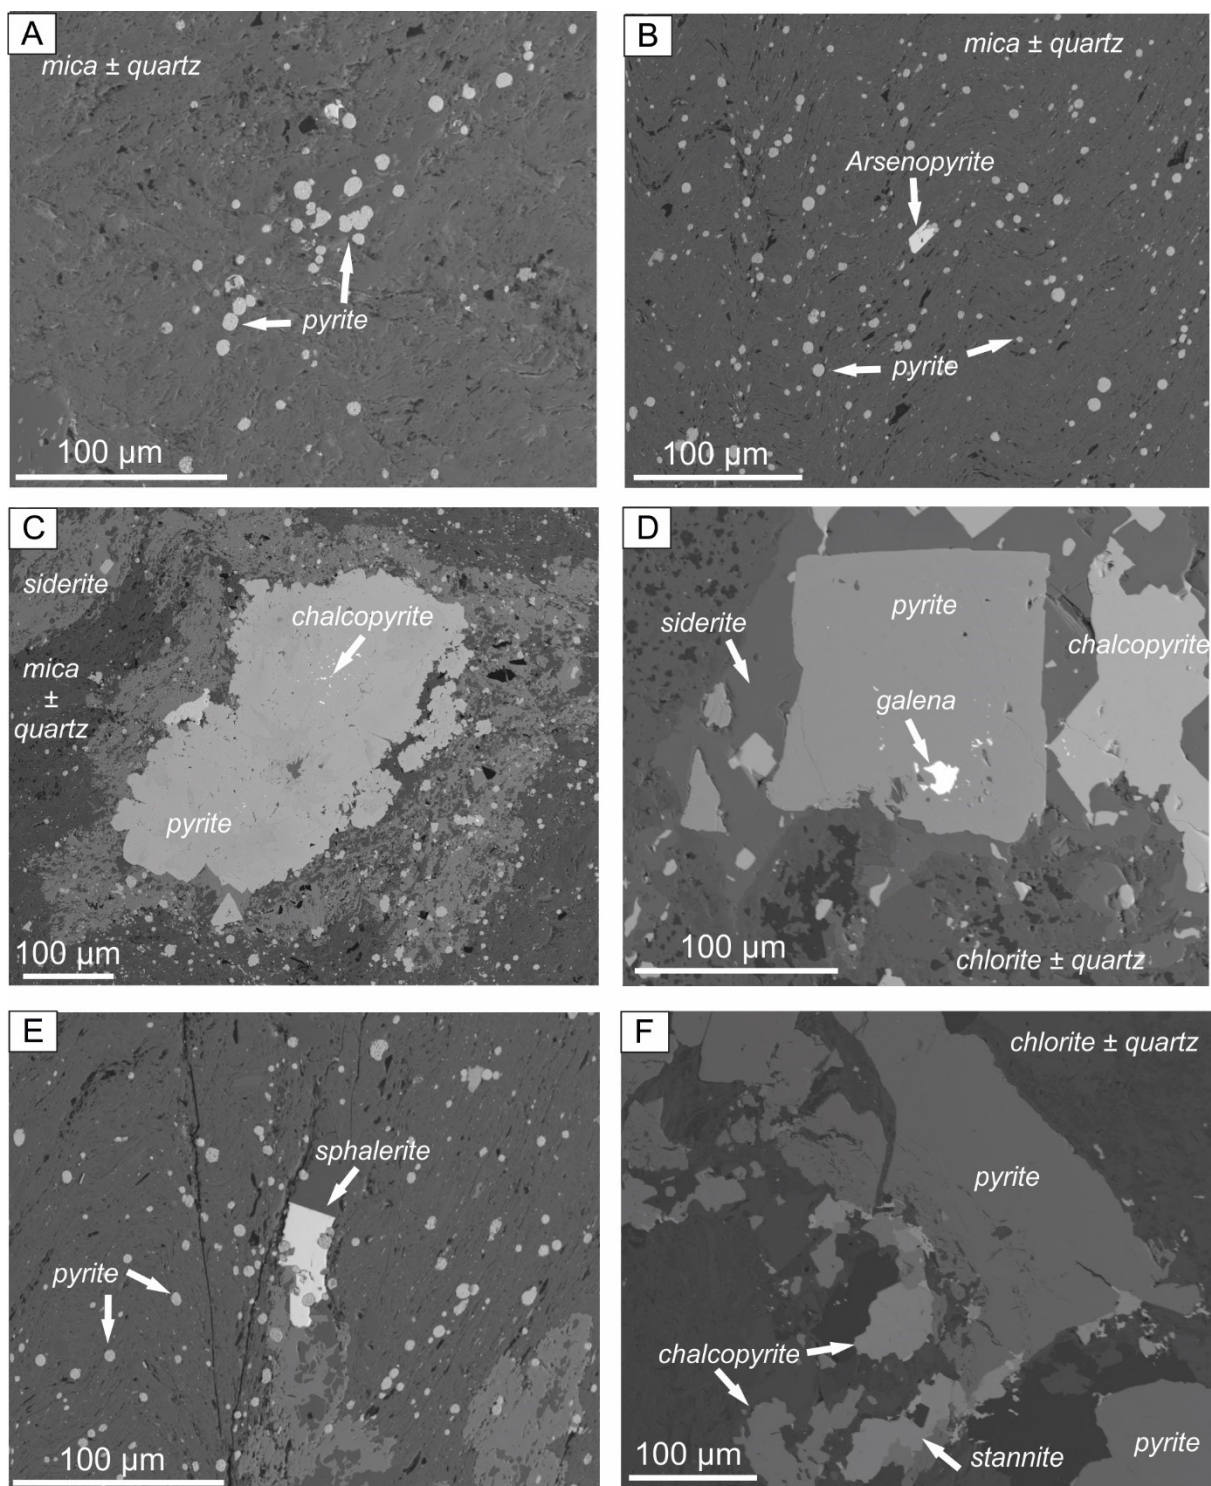 A
mica ± quartz
pyrite
100 µm
B
mica ± quartz
Arsenopyrite
pyrite
100 µm
C
siderite
chalcopyrite
mica
±
quartz
pyrite
100 µm
D
pyrite
siderite
chalcopyrite
galena
100 µm
chlorite ± quartz
E
sphalerite
pyrite
100 µm
F
chlorite ± quartz
pyrite
chalcopyrite
stannite
pyrite
100 µm